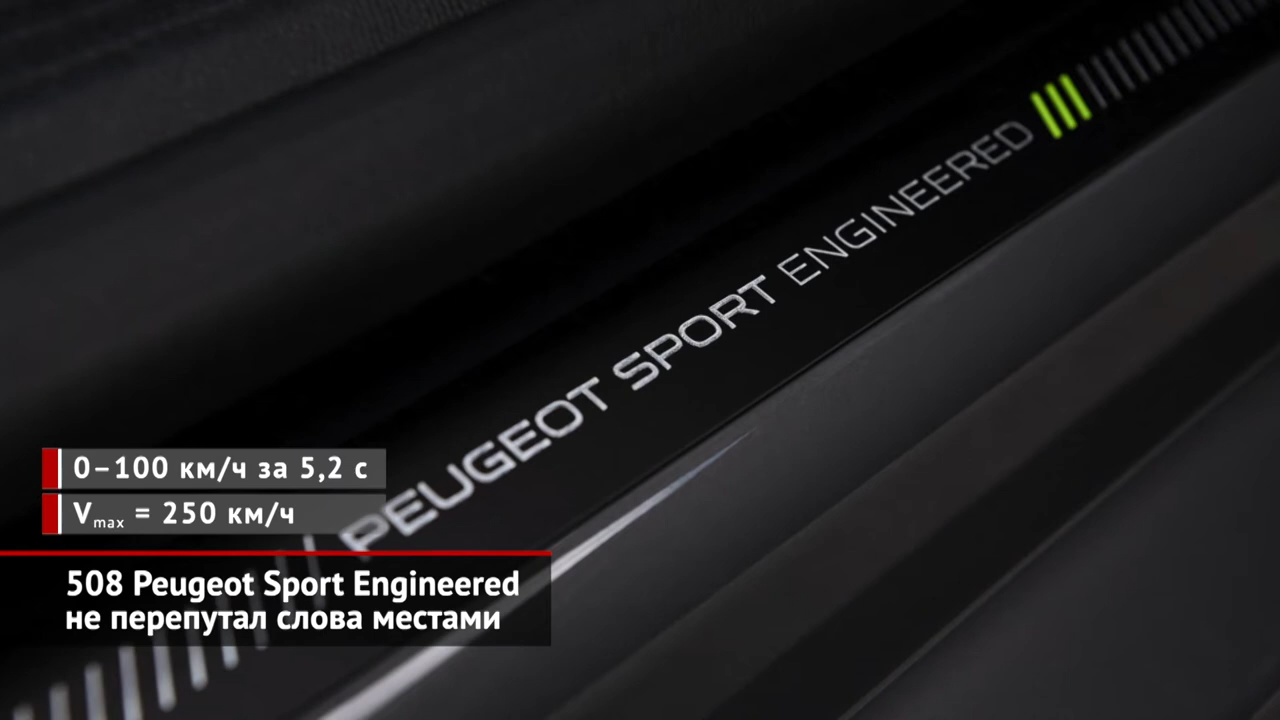 PEUGEOT SPORT ENGINEERED
0–100 км/ч за 5,2 с
Vmax = 250 км/ч
508 Peugeot Sport Engineered
не перепутал слова местами